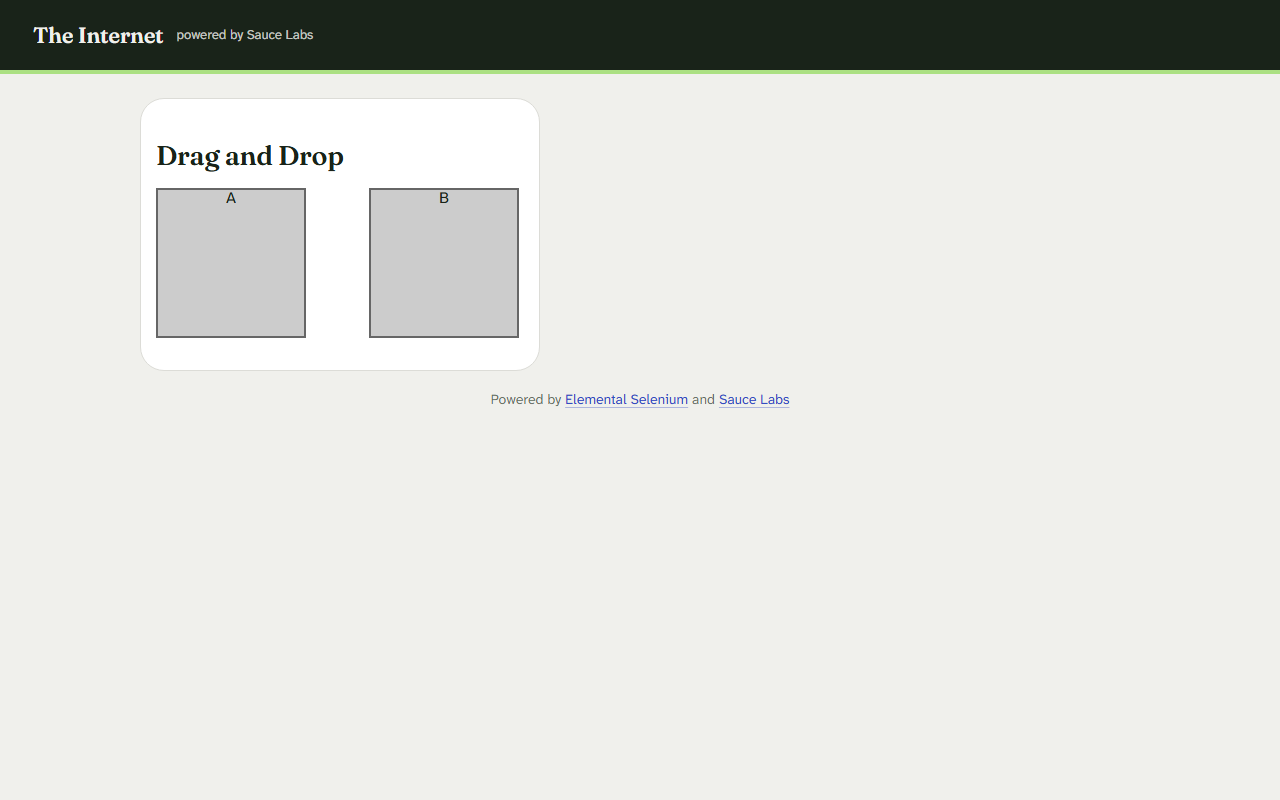 The Internet powered by Sauce Labs
Drag and Drop
A B
Powered by Elemental Selenium and Sauce Labs